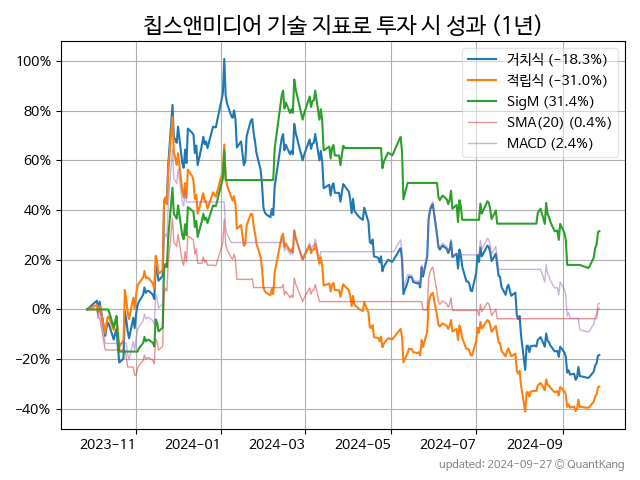 칩스앤미디어 기술 지표로 투자 시 성과 (1년)
100%
80%
60%
40%
20%
0%
−20%
−40%
거치식 (−18.3%)
적립식 (−31.0%)
SigM (31.4%)
SMA(20) (0.4%)
MACD (2.4%)
2023-11
2024-01
2024-03
2024-05
2024-07
2024-09
updated: 2024-09-27 © QuantKang